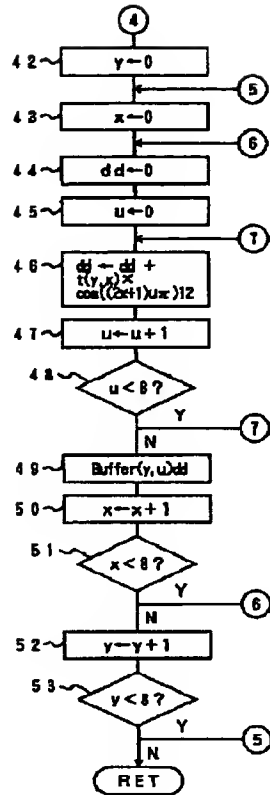 4
42 y←0
5
43 x←0
6
44 dd←0
45 u←0
7
46 dd ← dd +
t(y,x)×
cos((2x+1)uπ)12
47 u←u+1
48 u<8?
Y
7
N
49 Buffer(y,u)dd
50 x←x+1
51 x<8?
Y
6
N
52 y←y+1
53 y<8?
Y
5
N
RET